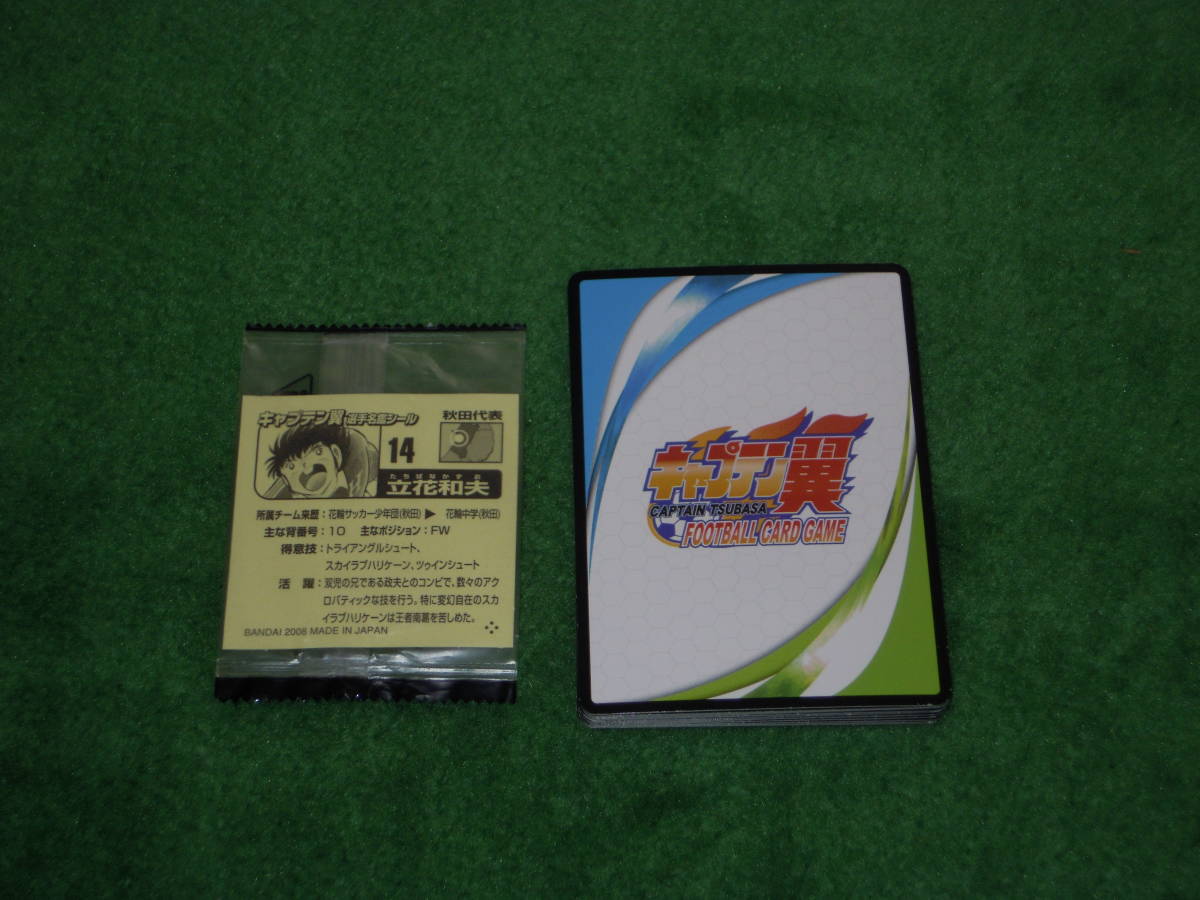 キャプテン翼 選手名鑑シール
秋田代表
14
たちばなかずお
立花和夫
所属チーム来歴：花輪サッカー少年団(秋田) ▶ 花輪中学(秋田)
主な背番号：10 主なポジション：FW
得意技：トライアングルシュート、
スカイラブハリケーン、ツゥインシュート
活 躍：双児の兄である政夫とのコンビで、数々のアク
ロバティックな技を行う。特に変幻自在のスカ
イラブハリケーンは王者南葛を苦しめた。
BANDAI 2008 MADE IN JAPAN
キャプテン翼
CAPTAIN TSUBASA
FOOTBALL CARD GAME